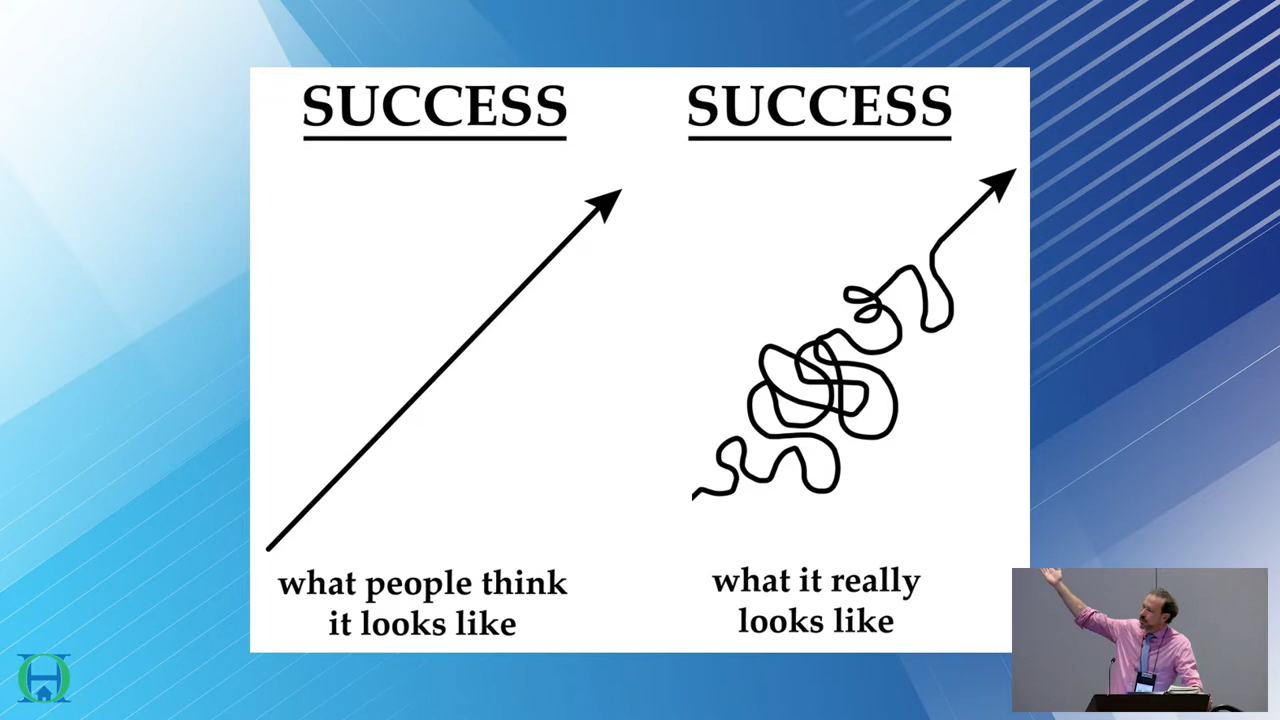 SUCCESS
what people think
it looks like
SUCCESS
what it really
looks like